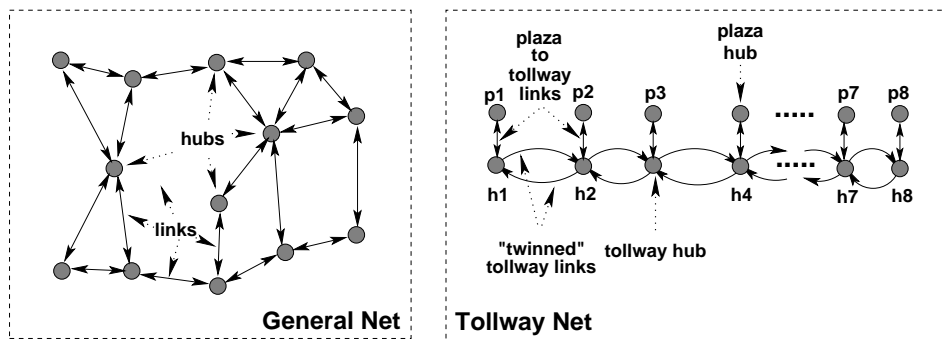 hubs
links
General Net
plaza
to
tollway
links
plaza
hub
p1
p2
p3
p7
p8
h1
h2
h4
h7
h8
"twinned"
tollway links
tollway hub
Tollway Net